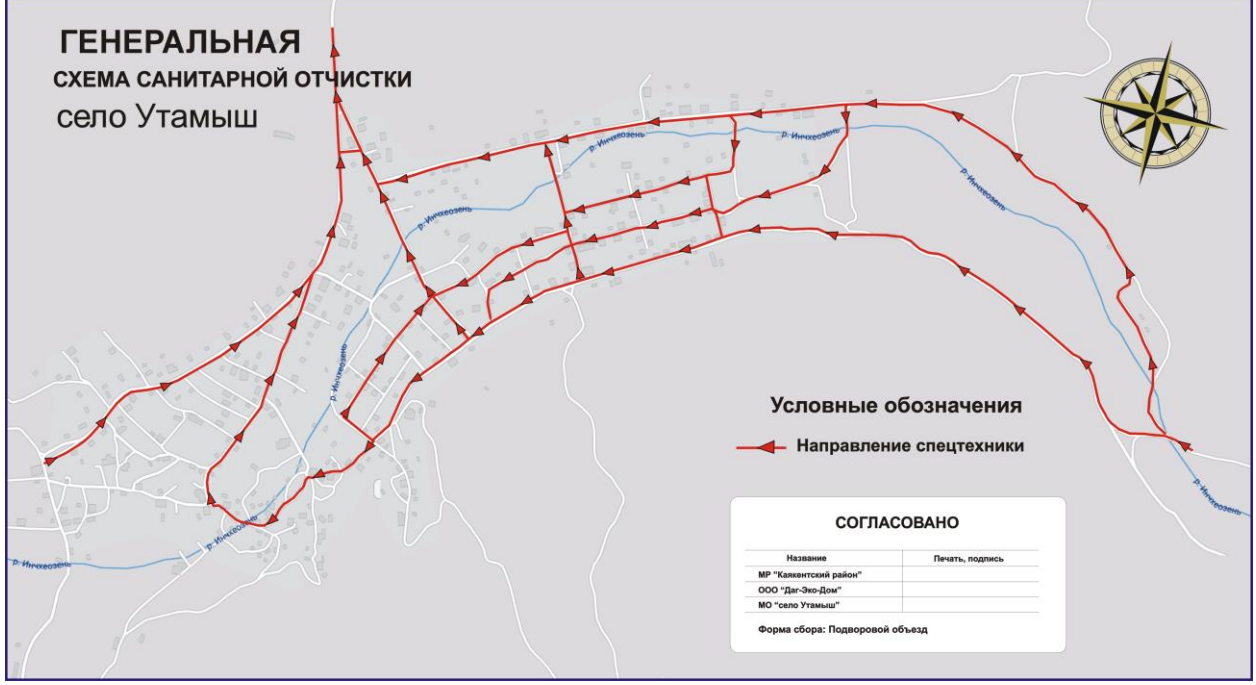 ГЕНЕРАЛЬНАЯ
СХЕМА САНИТАРНОЙ ОТЧИСТКИ
село Утамыш
р. Инчхеозень
р. Инчхеозень
р. Инчхеозень
р. Инчхеозень
р. Инчхеозень
р. Инчхеозень
р. Инчхеозень
р. Инчхеозень
Условные обозначения
Направление спецтехники
СОГЛАСОВАНО
Название Печать, подпись
МР "Каякентский район"
ООО "Даг-Эко-Дом"
МО "село Утамыш"
Форма сбора: Подворовой объезд